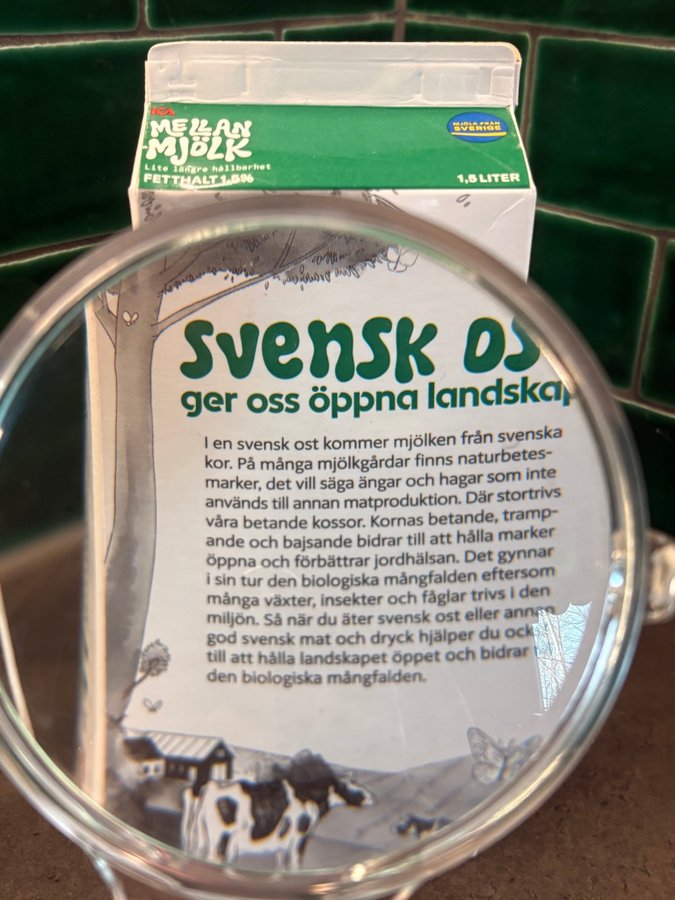 ICA
MELLAN
MJÖLK
Lite längre hållbarhet
FETTHALT 1,5%
MJÖLK FRÅN
SVERIGE
1,5 LITER
svensk
ger oss öppna
I en svensk ost kommer mjölken från svenska
kor. På många mjölkgårdar finns naturbetes-
marker, det vill säga ängar och hagar som inte
används till annan matproduktion. Där stortrivs
våra betande kossor. Kornas betande, tramp-
ande och bajsande bidrar till att hålla marker
öppna och förbättrar jordhälsan. Det gynnar
i sin tur den biologiska mångfalden eftersom
många växter, insekter och fåglar trivs i den
miljön. Så när du äter svensk ost eller annan
god svensk mat och dryck hjälper du
till att hålla landskapet öppet och bidrar
den biologiska mångfalden.